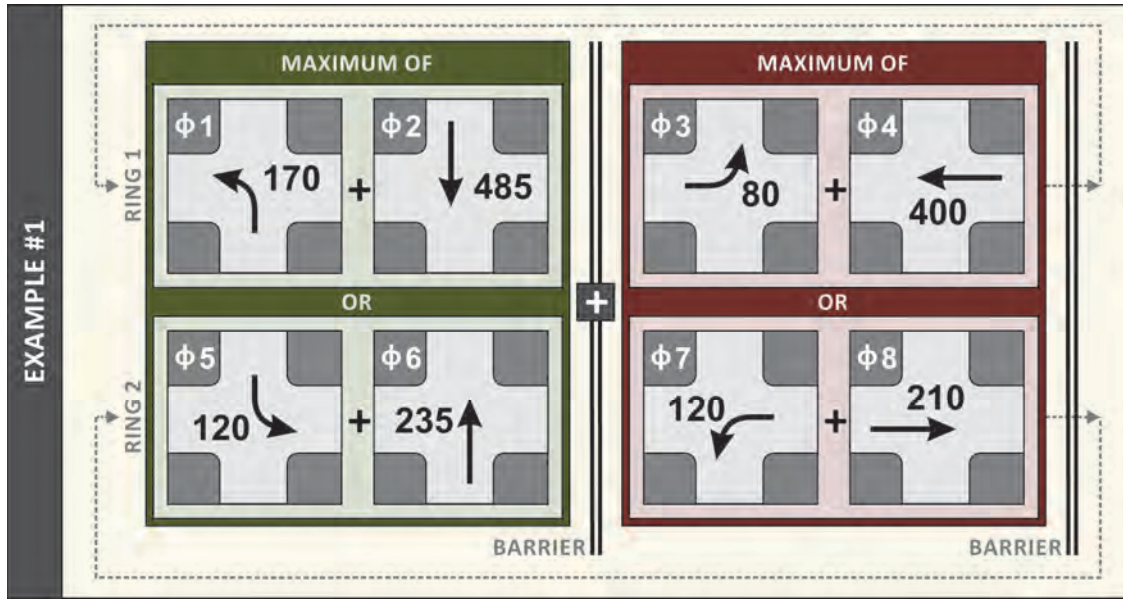 EXAMPLE #1
RING 1
RING 2
MAXIMUM OF
Φ1
170
+
Φ2
485
OR
Φ5
120
+
Φ6
235
BARRIER
+
MAXIMUM OF
Φ3
80
+
Φ4
400
OR
Φ7
120
+
Φ8
210
BARRIER